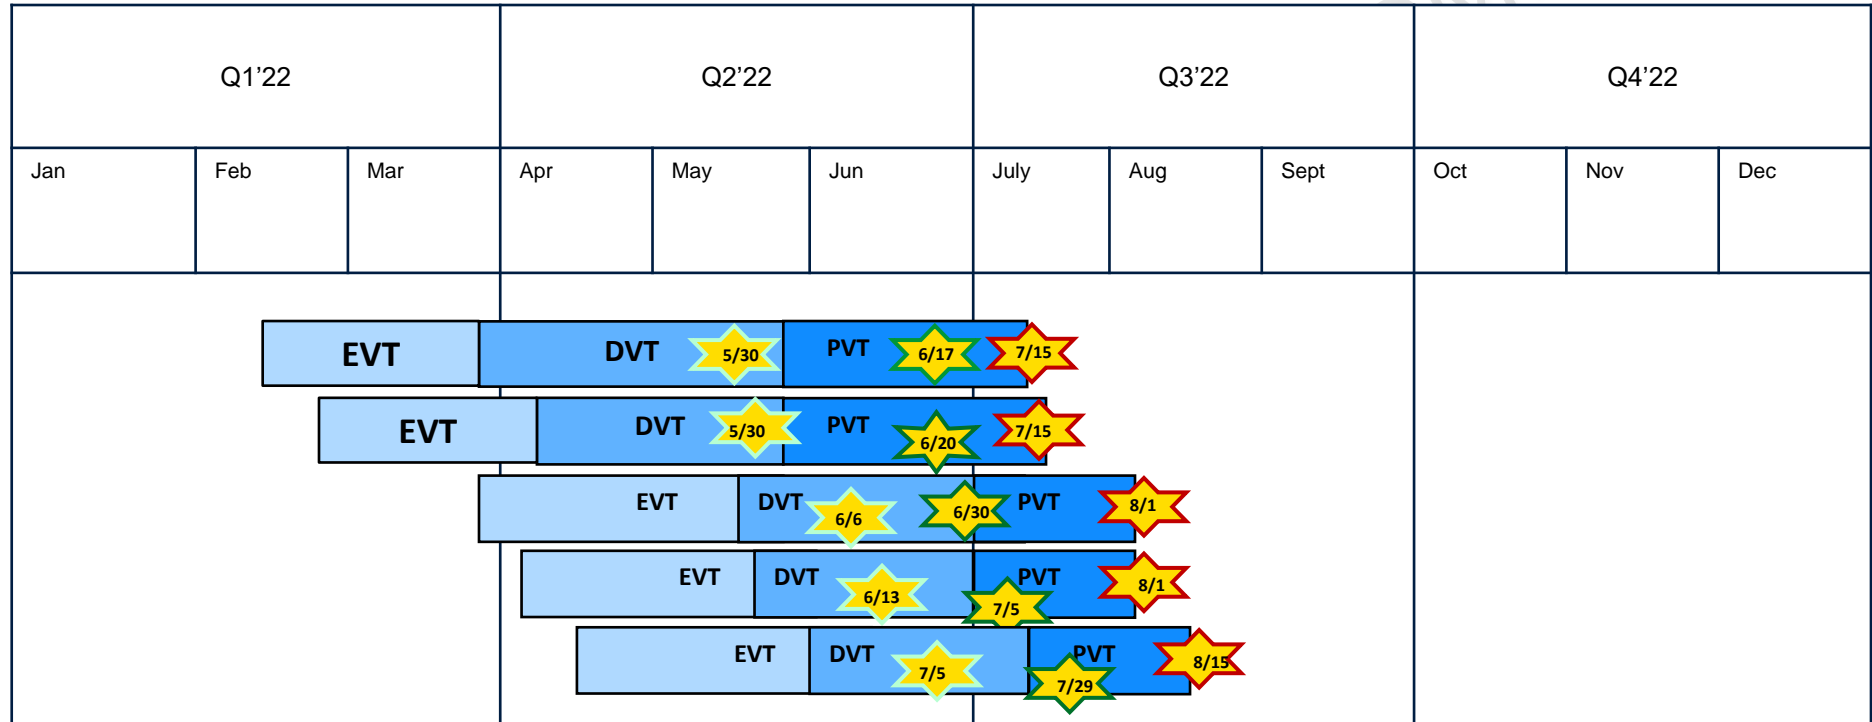 Q1'22 Q2'22 Q3'22 Q4'22
Jan Feb Mar Apr May Jun July Aug Sept Oct Nov Dec
EVT DVT 5/30 PVT 6/17 7/15
EVT DVT 5/30 PVT 6/20 7/15
EVT DVT 6/6 6/30 PVT 8/1
EVT DVT 6/13 7/5 PVT 8/1
EVT DVT 7/5 7/29 PVT 8/15